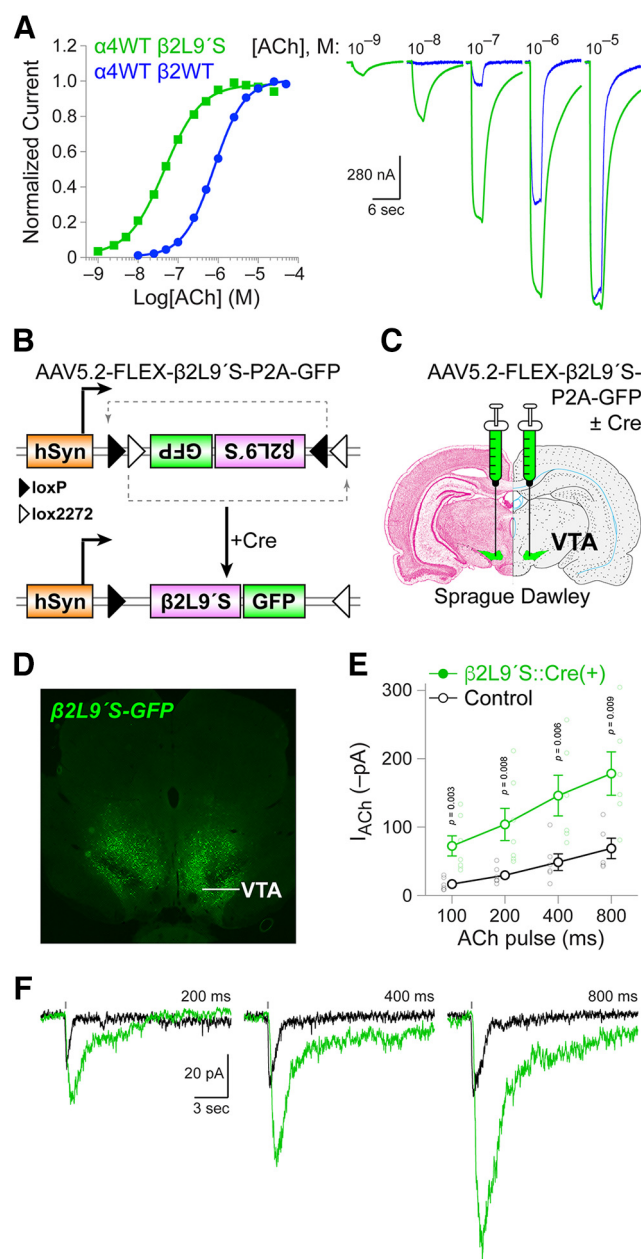 A
α4WT β2L9´S
α4WT β2WT
[ACh], M:
10⁻⁹
10⁻⁸
10⁻⁷
10⁻⁶
10⁻⁵
Normalized Current
1.2
1.0
0.8
0.6
0.4
0.2
0
–9
–8
–7
–6
–5
–4
Log[ACh] (M)
280 nA
6 sec
B
AAV5.2-FLEX-β2L9´S-P2A-GFP
hSyn
GFP
β2L9´S
loxP
lox2272
+Cre
hSyn
β2L9´S
GFP
C
AAV5.2-FLEX-β2L9´S-
P2A-GFP
± Cre
VTA
Sprague Dawley
D
β2L9´S-GFP
VTA
E
β2L9´S::Cre(+)
Control
I_ACh (–pA)
300
200
100
0
p = 0.003
p = 0.008
p = 0.006
p = 0.009
100
200
400
800
ACh pulse (ms)
F
200 ms
400 ms
800 ms
20 pA
3 sec